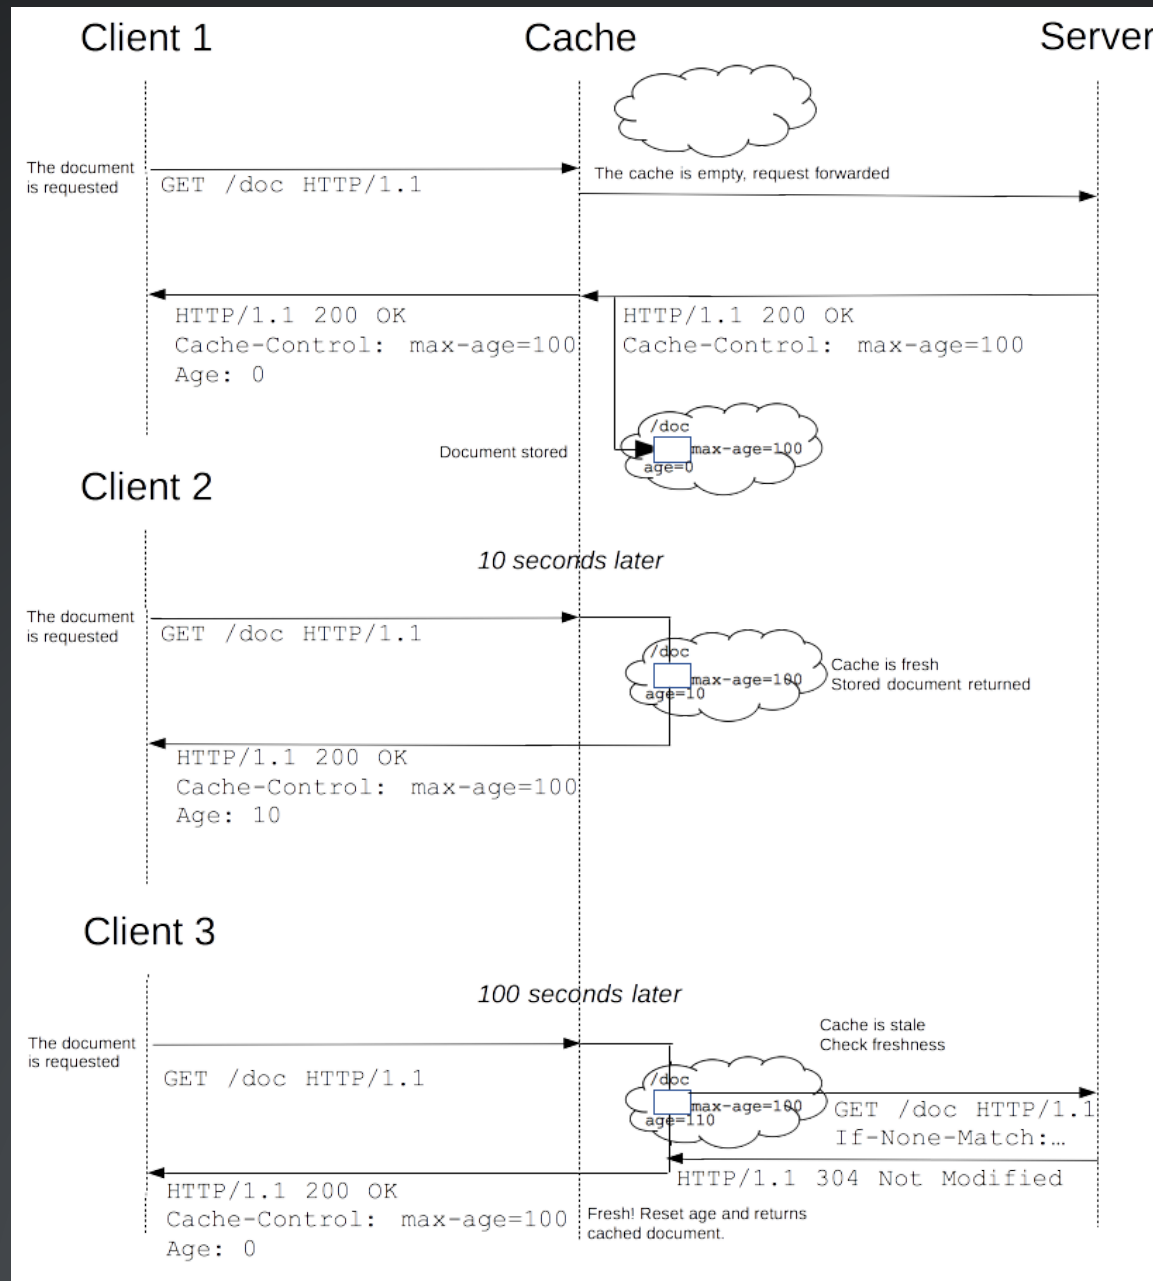 Client 1
Cache
Server
The document
is requested
GET /doc HTTP/1.1
The cache is empty, request forwarded
HTTP/1.1 200 OK
Cache-Control: max-age=100
Age: 0
HTTP/1.1 200 OK
Cache-Control: max-age=100
Document stored
/doc
max-age=100
age=0
Client 2
10 seconds later
The document
is requested
GET /doc HTTP/1.1
/doc
max-age=100
age=10
Cache is fresh
Stored document returned
HTTP/1.1 200 OK
Cache-Control: max-age=100
Age: 10
Client 3
100 seconds later
The document
is requested
GET /doc HTTP/1.1
Cache is stale
Check freshness
/doc
max-age=100
age=110
GET /doc HTTP/1.1
If-None-Match:…
HTTP/1.1 304 Not Modified
HTTP/1.1 200 OK
Cache-Control: max-age=100
Age: 0
Fresh! Reset age and returns
cached document.